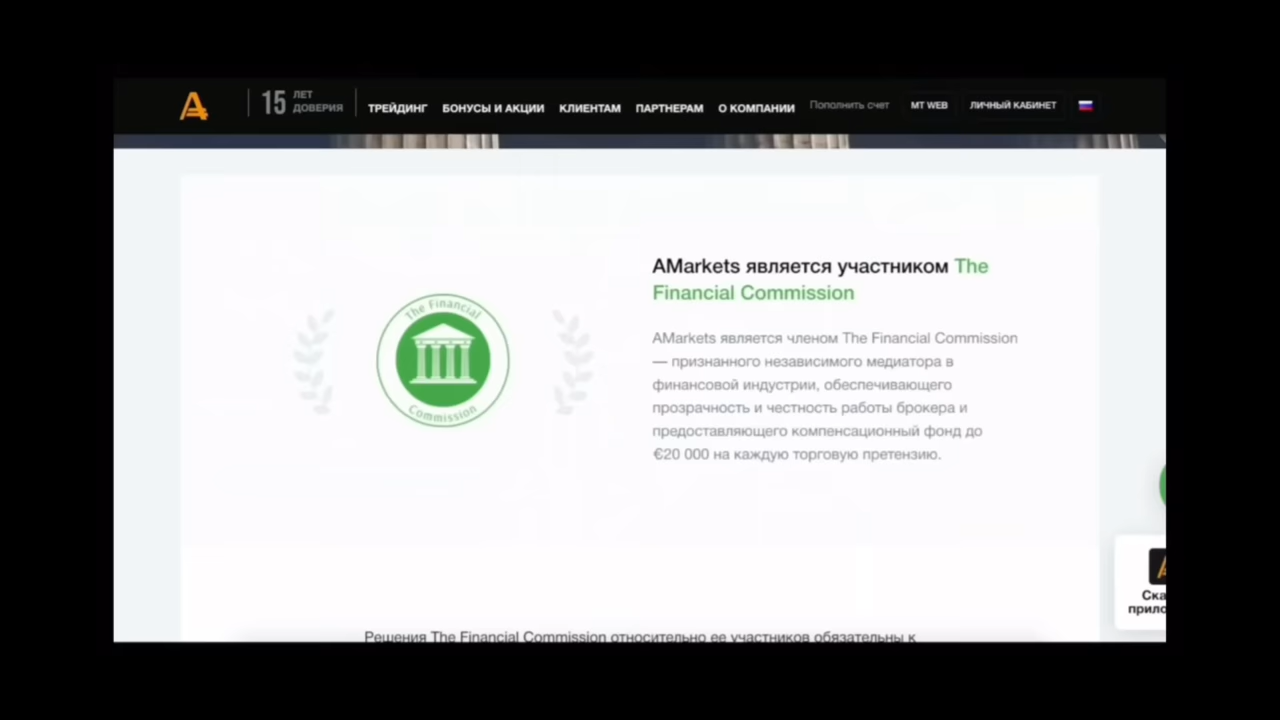 15 ЛЕТ
ДОВЕРИЯ
ТРЕЙДИНГ БОНУСЫ И АКЦИИ КЛИЕНТАМ ПАРТНЕРАМ О КОМПАНИИ Пополнить счет MT WEB ЛИЧНЫЙ КАБИНЕТ
The Financial
Commission
AMarkets является участником The
Financial Commission
AMarkets является членом The Financial Commission
— признанного независимого медиатора в
финансовой индустрии, обеспечивающего
прозрачность и честность работы брокера и
предоставляющего компенсационный фонд до
€20 000 на каждую торговую претензию.
Ска
прило
Решения The Financial Commission относительно ее участников обязательны к